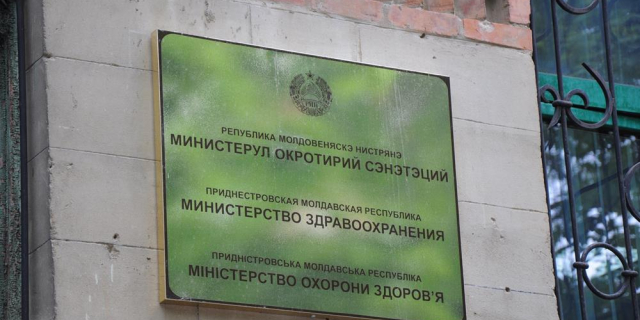 РЕПУБЛИКА МОЛДОВЕНЯСКЭ НИСТРЯНЭ
МИНИСТЕРУЛ ОКРОТИРИЙ СЭНЭТЭЦИЙ
ПРИДНЕСТРОВСКАЯ МОЛДАВСКАЯ РЕСПУБЛИКА
МИНИСТЕРСТВО ЗДРАВООХРАНЕНИЯ
ПРИДНІСТРОВСЬКА МОЛДАВСЬКА РЕСПУБЛІКА
МІНІСТЕРСТВО ОХОРОНИ ЗДОРОВ'Я